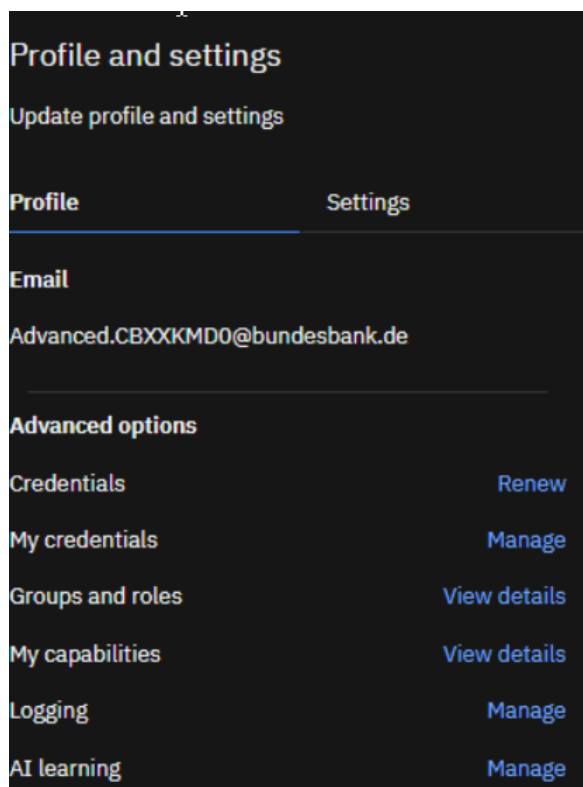 Profile and settings
Update profile and settings
Profile Settings
Email
Advanced.CBXXKMD0@bundesbank.de
Advanced options
Credentials Renew
My credentials Manage
Groups and roles View details
My capabilities View details
Logging Manage
AI learning Manage